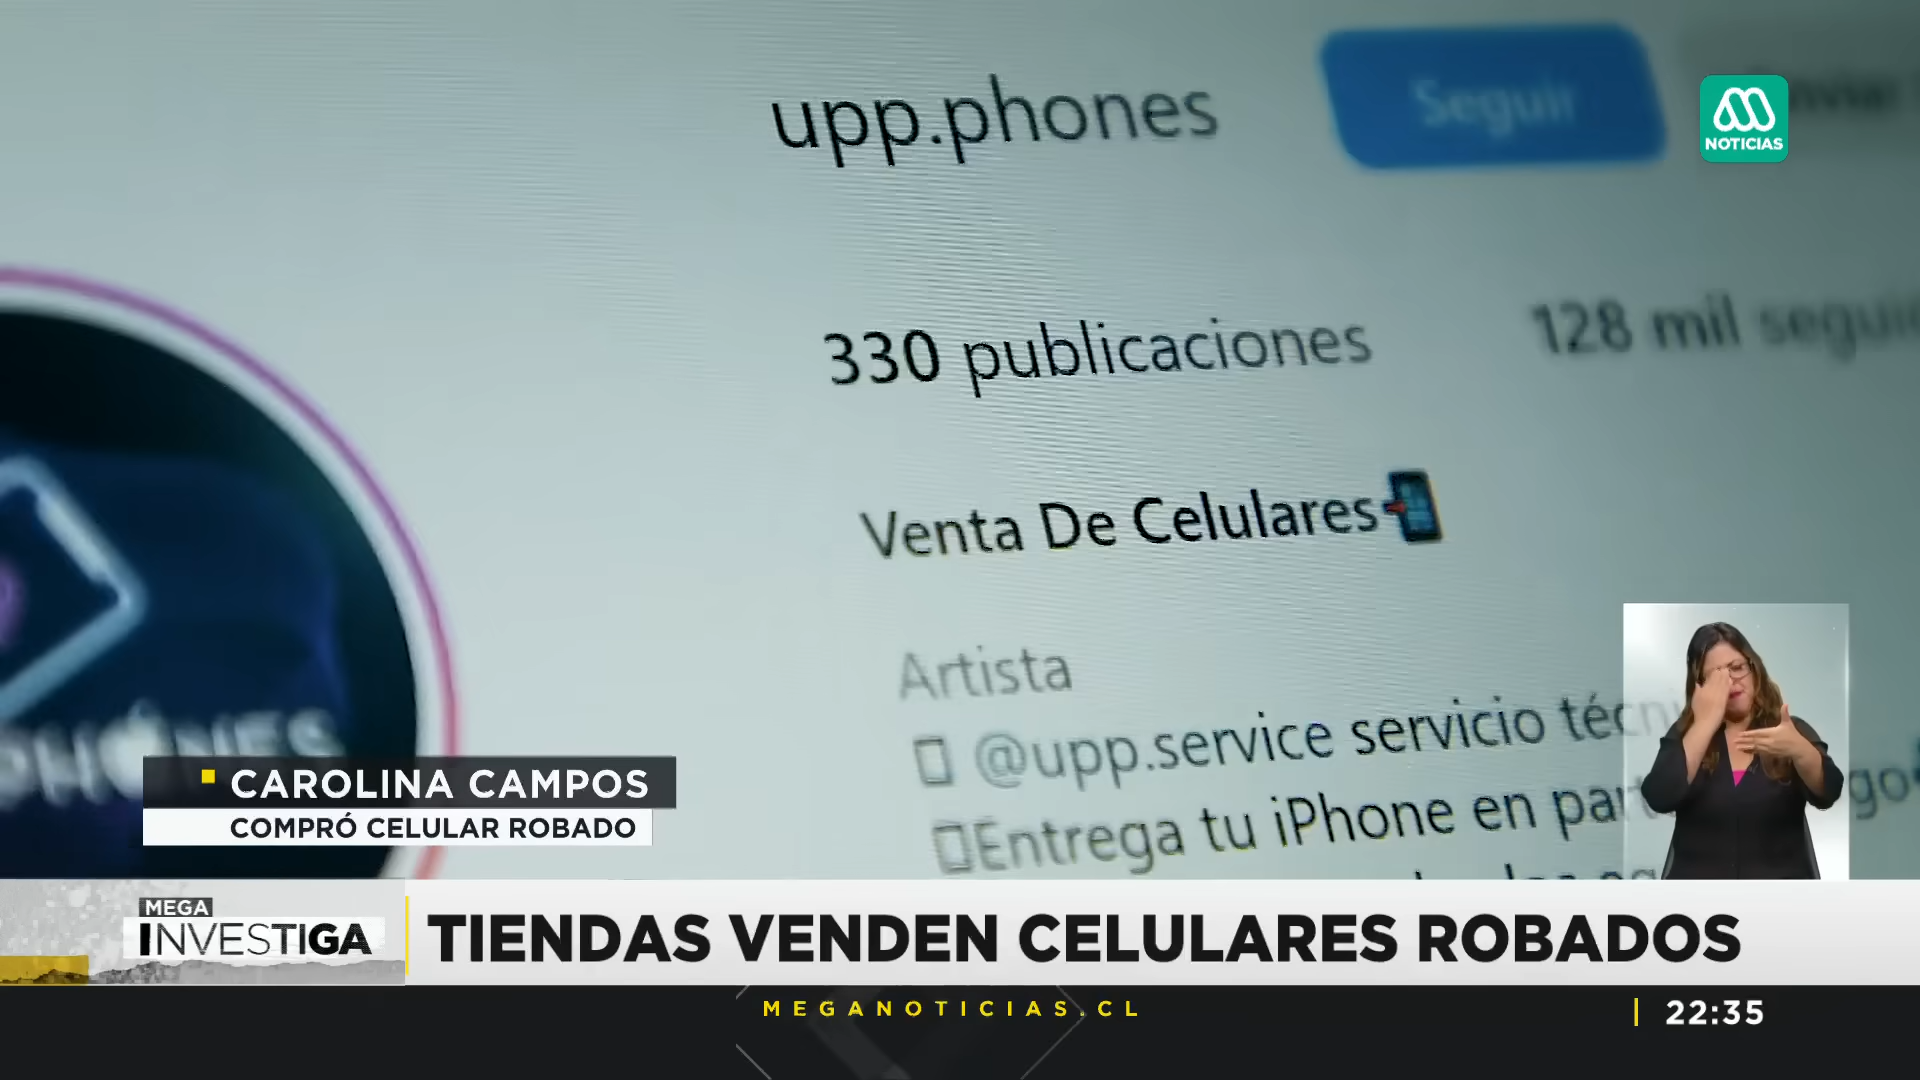 upp.phones
Seguir
NOTICIAS
330 publicaciones
128 mil
Venta De Celulares
Artista
@upp.service servicio
Entrega tu iPhone en
PHONES
CAROLINA CAMPOS
COMPRÓ CELULAR ROBADO
MEGA
INVESTIGA
TIENDAS VENDEN CELULARES ROBADOS
MEGANOTICIAS.CL
22:35